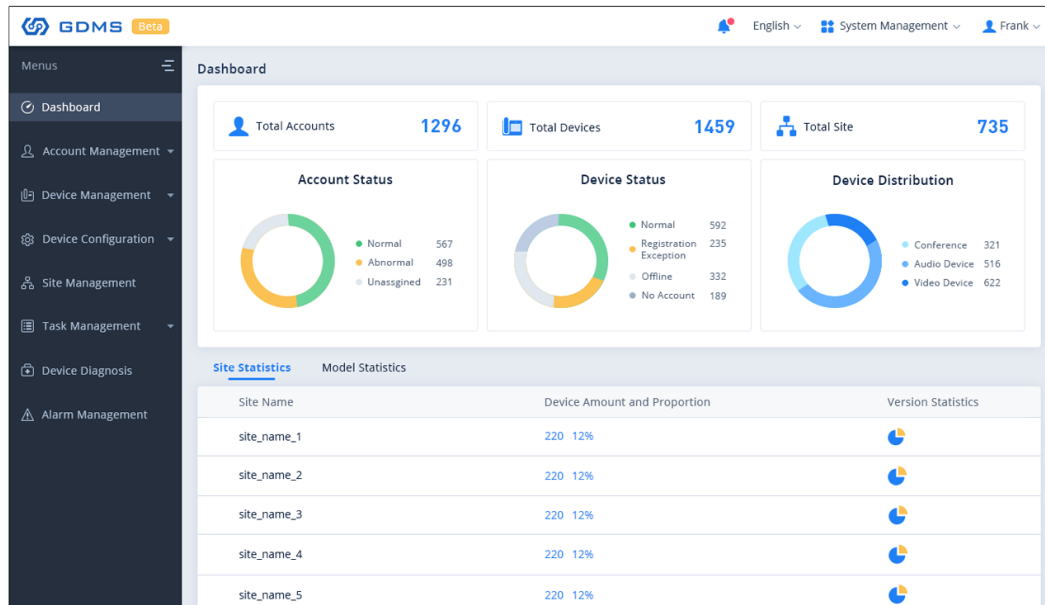 GDMS Beta
English
System Management
Frank
Menus
Dashboard
Account Management
Device Management
Device Configuration
Site Management
Task Management
Device Diagnosis
Alarm Management
Dashboard
Total Accounts 1296
Total Devices 1459
Total Site 735
Account Status
Normal 567
Abnormal 498
Unassgined 231
Device Status
Normal 592
Registration 235
Exception
Offline 332
No Account 189
Device Distribution
Conference 321
Audio Device 516
Video Device 622
Site Statistics Model Statistics
Site Name Device Amount and Proportion Version Statistics
site_name_1 220 12%
site_name_2 220 12%
site_name_3 220 12%
site_name_4 220 12%
site_name_5 220 12%